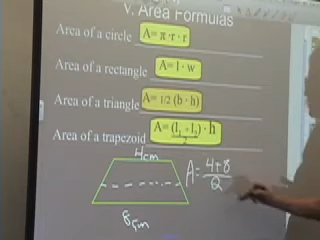 v. Area Formulas
Area of a circle A= π ·r · r
Area of a rectangle A= l · w
Area of a triangle A= 1/2 (b · h)
Area of a trapezoid A= (l₁ + l₂) · h
2
4cm
A= 4+8
2
8cm